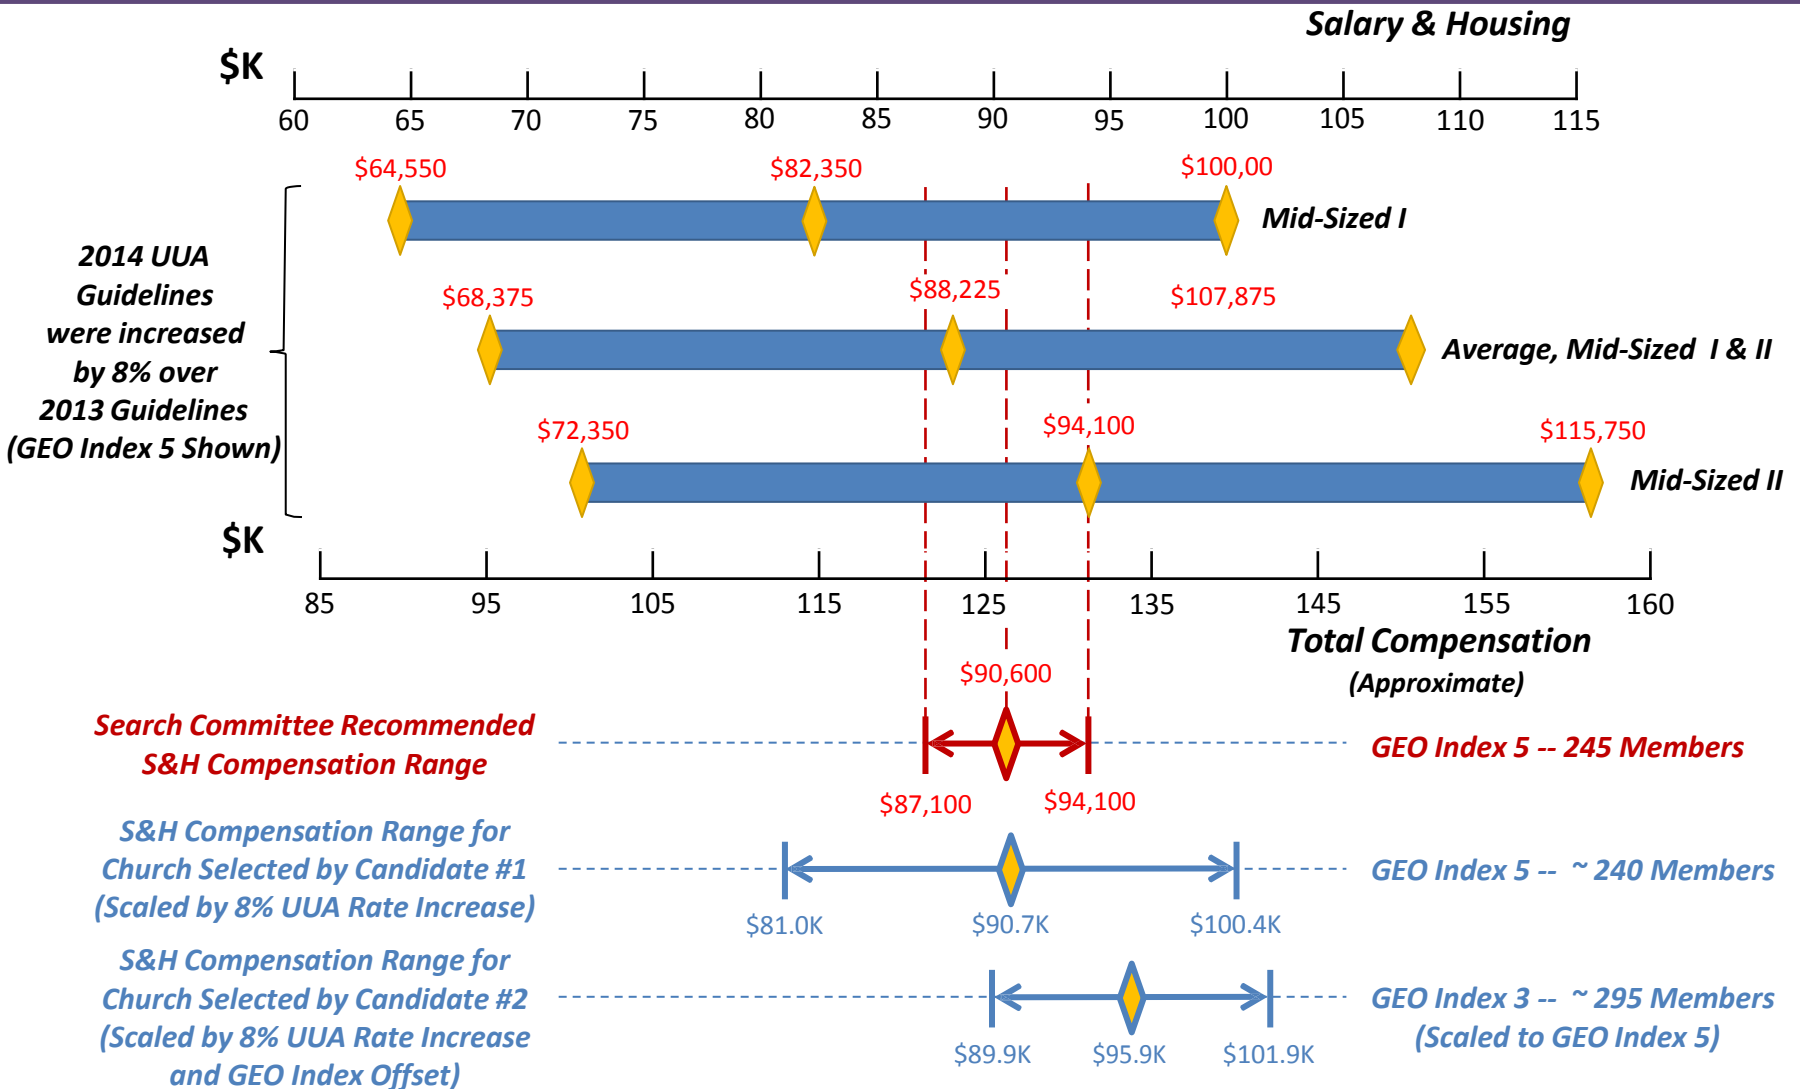 Salary & Housing
$K
60 65 70 75 80 85 90 95 100 105 110 115
$64,550 $82,350 $100,00
Mid-Sized I
2014 UUA
Guidelines
were increased
by 8% over
2013 Guidelines
(GEO Index 5 Shown)
$68,375 $88,225 $107,875
Average, Mid-Sized I & II
$72,350 $94,100 $115,750
Mid-Sized II
$K
85 95 105 115 125 135 145 155 160
Total Compensation
(Approximate)
$90,600
Search Committee Recommended
S&H Compensation Range
GEO Index 5 -- 245 Members
$87,100 $94,100
S&H Compensation Range for
Church Selected by Candidate #1
(Scaled by 8% UUA Rate Increase)
GEO Index 5 -- ~ 240 Members
$81.0K $90.7K $100.4K
S&H Compensation Range for
Church Selected by Candidate #2
(Scaled by 8% UUA Rate Increase
and GEO Index Offset)
GEO Index 3 -- ~ 295 Members
(Scaled to GEO Index 5)
$89.9K $95.9K $101.9K